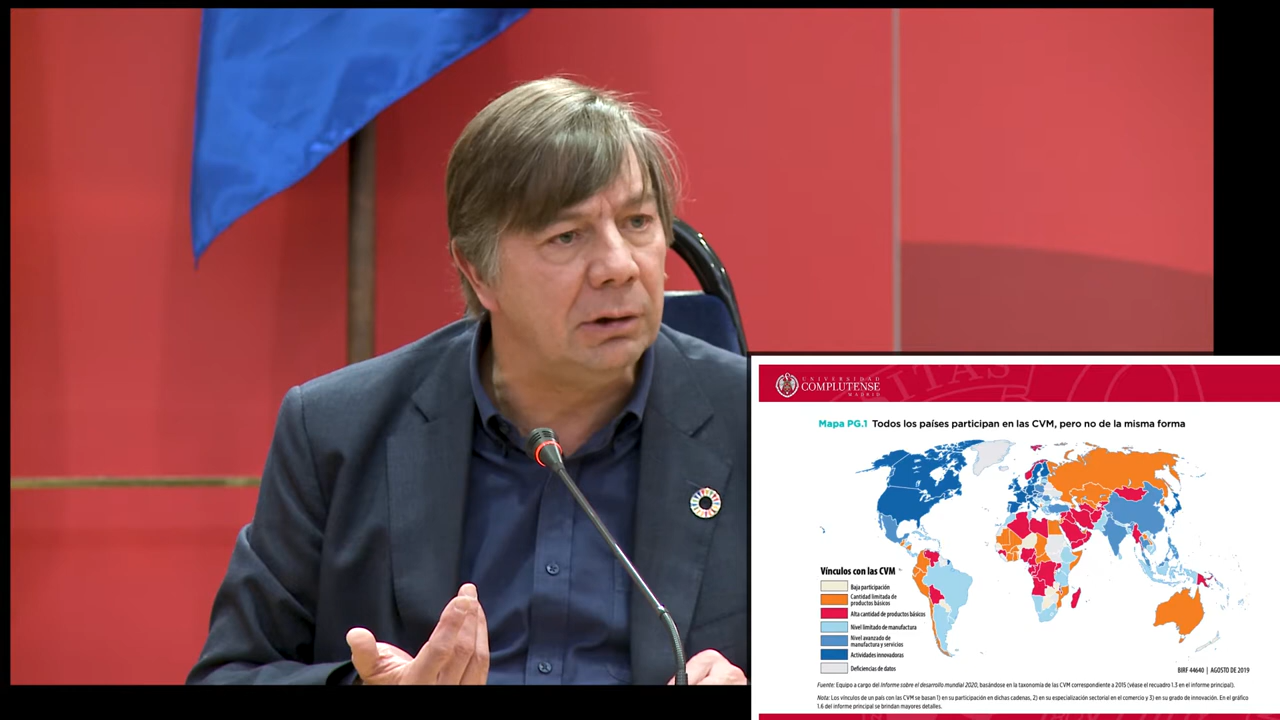 UNIVERSIDAD
COMPLUTENSE
MADRID
Mapa PG.1 Todos los países participan en las CVM, pero no de la misma forma
Vínculos con las CVM
Baja participación
Cantidad limitada de
productos básicos
Alta cantidad de productos básicos
Nivel limitado de manufactura
Nivel avanzado de
manufactura y servicios
Actividades innovadoras
Deficiencias de datos
BIRF 44640 | AGOSTO DE 2019
Fuente: Equipo a cargo del Informe sobre el desarrollo mundial 2020, basándose en la taxonomía de las CVM correspondiente a 2015 (véase el recuadro 1.3 en el informe principal).
Nota: Los vínculos de un país con las CVM se basan 1) en su participación en dichas cadenas, 2) en su especialización sectorial en el comercio y 3) en su grado de innovación. En el gráfico
1.6 del informe principal se brindan mayores detalles.